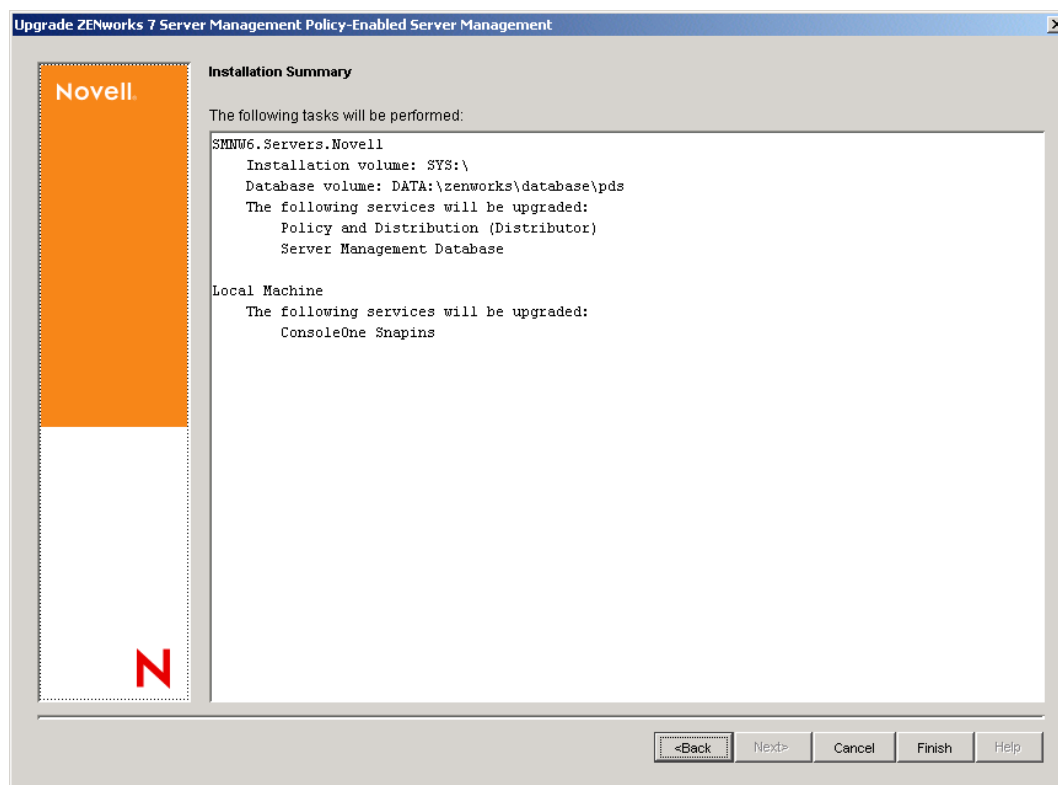 Upgrade ZENworks 7 Server Management Policy-Enabled Server Management
Novell.
Installation Summary
The following tasks will be performed:
SMNW6.Servers.Novell
Installation volume: SYS:\
Database volume: DATA:\zenworks\database\pds
The following services will be upgraded:
Policy and Distribution (Distributor)
Server Management Database
Local Machine
The following services will be upgraded:
ConsoleOne Snapins
N
<Back Next> Cancel Finish Help